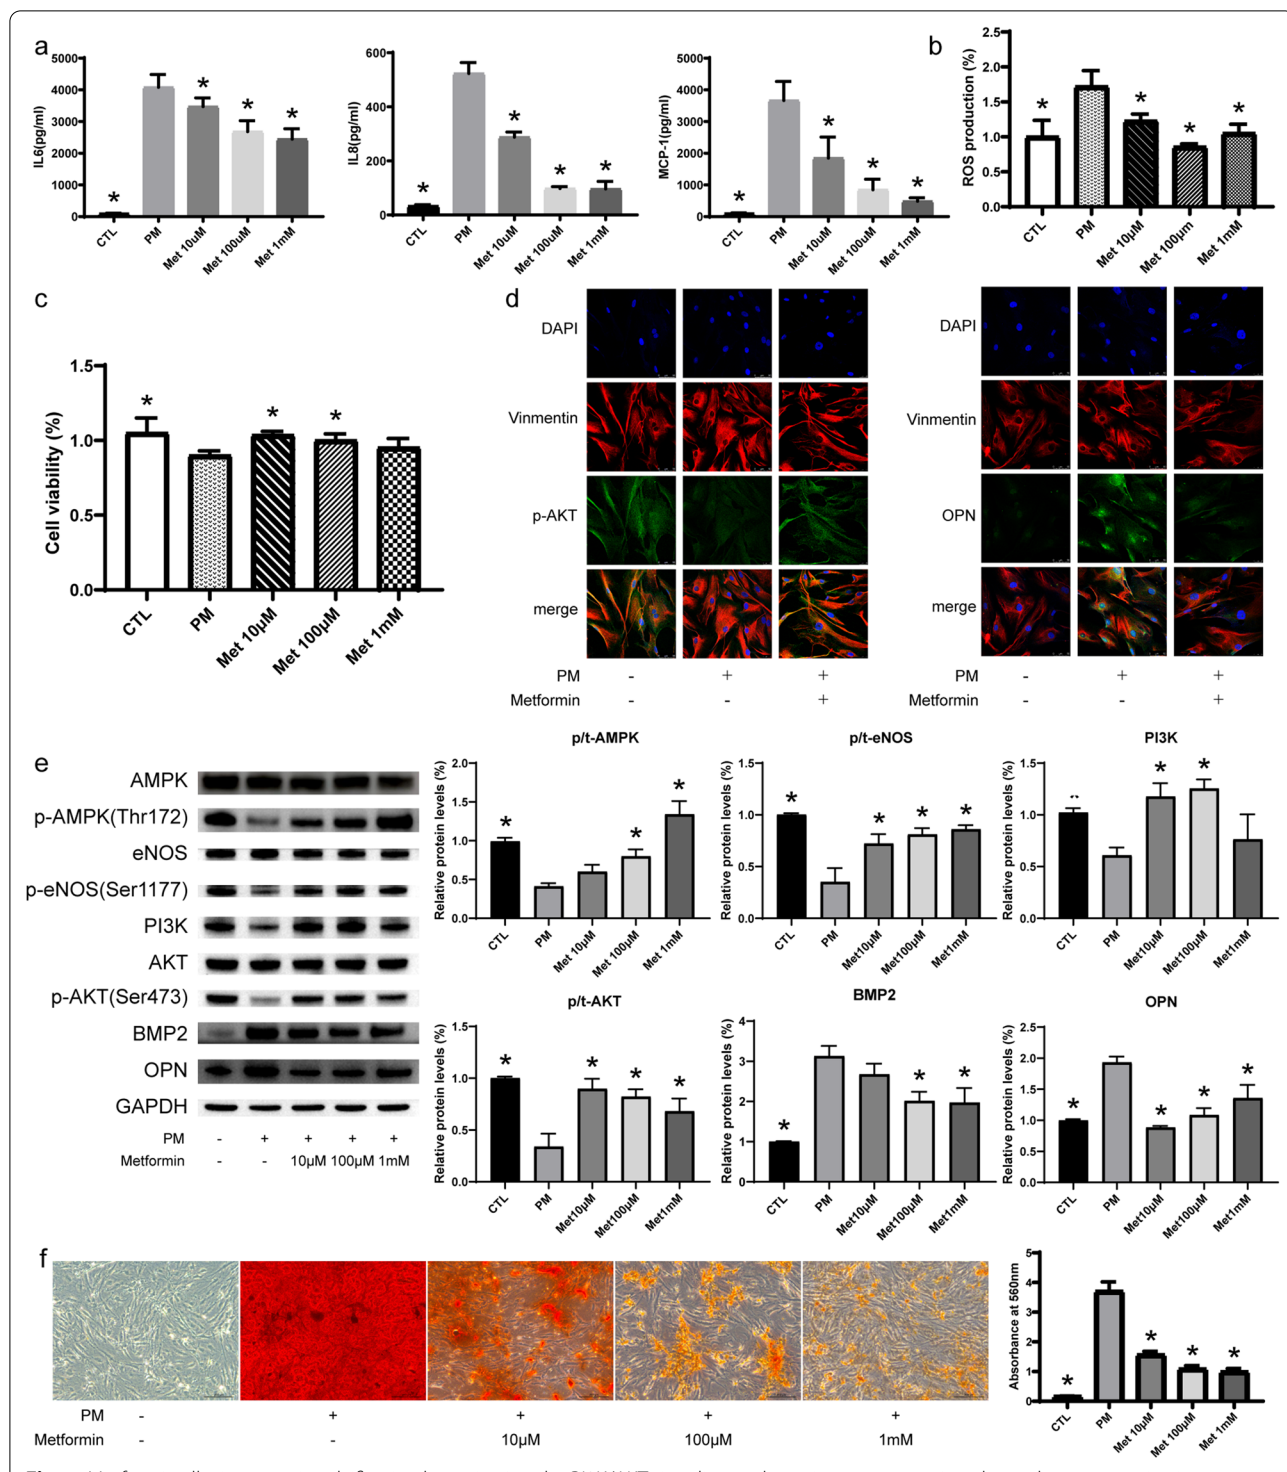 a
IL6(pg/ml)
5000
4000
3000
2000
1000
0
* * * *
CTL PM Met 10uM Met 100uM Met 1mM
IL8(pg/ml)
600
400
200
0
* * * *
CTL PM Met 10uM Met 100uM Met 1mM
MCP-1(pg/ml)
5000
4000
3000
2000
1000
0
* * * *
CTL PM Met 10uM Met 100uM Met 1mM
b
ROS production (%)
2.5
2.0
1.5
1.0
0.5
0.0
* * * *
CTL PM Met 10μM Met 100μm Met 1mM
c
Cell viability (%)
1.5
1.0
0.5
0.0
* * *
CTL PM Met 10μM Met 100μM Met 1mM
d
DAPI
Vinmentin
p-AKT
merge
PM - + +
Metformin - - +
DAPI
Vinmentin
OPN
merge
PM - + +
Metformin - - +
e
AMPK
p-AMPK(Thr172)
eNOS
p-eNOS(Ser1177)
PI3K
AKT
p-AKT(Ser473)
BMP2
OPN
GAPDH
PM - + + + +
Metformin - - 10μM 100μM 1mM
p/t-AMPK
Relative protein levels (%)
2.0
1.5
1.0
0.5
0.0
* * *
CTL PM Met 10μM Met 100μM Met 1mM
p/t-eNOS
Relative protein levels (%)
1.5
1.0
0.5
0.0
* * * *
CTL PM Met10μM Met100μM Met1mM
PI3K
Relative protein levels (%)
1.5
1.0
0.5
0.0
* *
CTL PM Met10μM Met100μM Met1mM
p/t-AKT
Relative protein levels (%)
1.5
1.0
0.5
0.0
* * * *
CTL PM Met10μM Met100μM Met1mM
BMP2
Relative protein levels (%)
4
3
2
1
0
* * *
CTL PM Met10μM Met100μM Met1mM
OPN
Relative protein levels (%)
2.5
2.0
1.5
1.0
0.5
0.0
* * * *
CTL PM Met10μM Met100μM Met1mM
f
PM - + + + +
Metformin - - 10μM 100μM 1mM
Absorbance at 560nm
5
4
3
2
1
0
* * * *
CTL PM Met 10μM Met 100μM Met 1mM